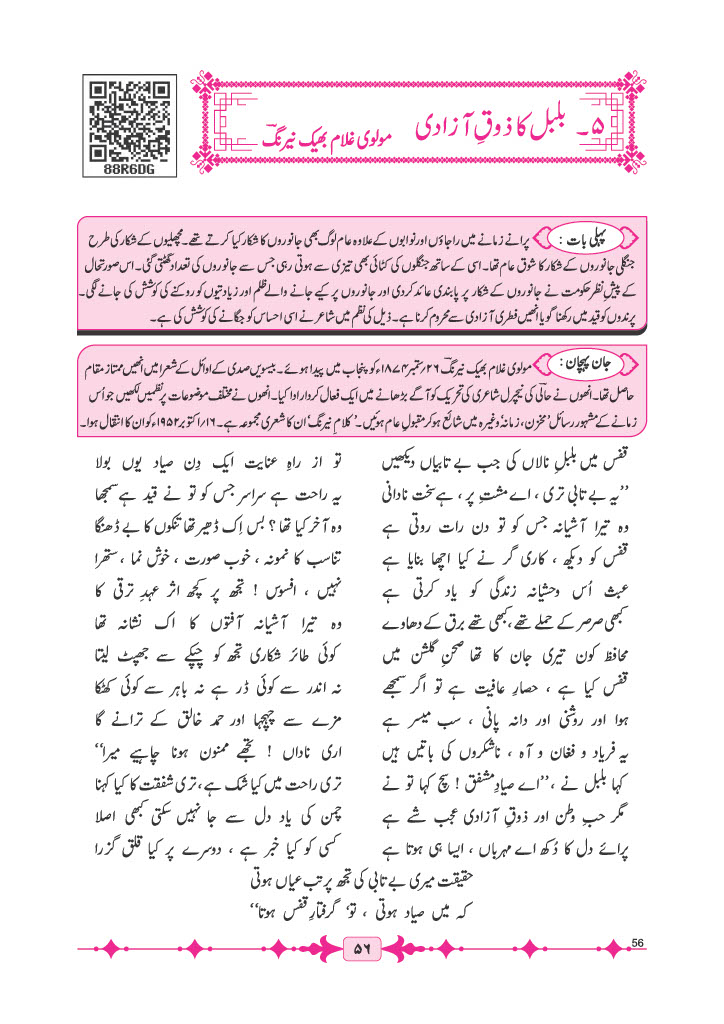 ۵۔ بلبل کا ذوقِ آزادی
مولوی غلام بھیک نیرنگؔ
88R6DG
پہلی بات : پرانے زمانے میں راجاؤں اور نوابوں کے علاوہ عام لوگ بھی جانوروں کا شکار کیا کرتے تھے۔ مچھلیوں کے شکار کی طرح
جنگلی جانوروں کے شکار کا شوق عام تھا۔ اسی کے ساتھ جنگلوں کی کٹائی بھی تیزی سے ہوتی رہی جس سے جانوروں کی تعداد گھٹتی گئی۔ اس صورتحال
کے پیشِ نظر حکومت نے جانوروں کے شکار پر پابندی عائد کردی اور جانوروں پر کیے جانے والے ظلم اور زیادتیوں کو روکنے کی کوشش کی جانے لگی۔
پرندوں کو قید میں رکھنا گویا انھیں فطری آزادی سے محروم کرنا ہے۔ ذیل کی نظم میں شاعر نے اسی احساس کو جگانے کی کوشش کی ہے۔
جان پہچان : مولوی غلام بھیک نیرنگؔ ۲۶؍ستمبر ۱۸۷۴ء کو پنجاب میں پیدا ہوئے۔ بیسویں صدی کے اوائل کے شعرا میں انھیں ممتاز مقام
حاصل تھا۔ انھوں نے حالیؔ کی نیچرل شاعری کی تحریک کو آگے بڑھانے میں ایک فعال کردار ادا کیا۔ انھوں نے مختلف موضوعات پر نظمیں لکھیں جو اُس
زمانے کے مشہور رسائل 'مخزن، زمانہ' وغیرہ میں شائع ہو کر مقبولِ عام ہوئیں۔ 'کلامِ نیرنگ' ان کا شعری مجموعہ ہے۔ ۱۶؍اکتوبر ۱۹۵۲ء کو ان کا انتقال ہوا۔
قفس میں بلبلِ نالاں کی جب بے تابیاں دیکھیں تو از راہِ عنایت ایک دِن صیاد یوں بولا
”یہ بے تابی تری ، اے مشتِ پر ، ہے سخت نادانی یہ راحت ہے سراسر جس کو تو نے قید ہے سمجھا
وہ تیرا آشیانہ جس کو تو دن رات روتی ہے وہ آخر کیا تھا ؟ بس اِک ڈھیر تھا تنکوں کا بے ڈھنگا
قفس کو دیکھ ، کاری گر نے کیا اچھا بنایا ہے تناسب کا نمونہ ، خوب صورت ، خوش نما ، ستھرا
عبث اُس وحشیانہ زندگی کو یاد کرتی ہے نہیں ، افسوس ! تجھ پر کچھ اثر عہدِ ترقی کا
کبھی صرصر کے حملے تھے ، کبھی تھے برق کے دھاوے وہ تیرا آشیانہ آفتوں کا اک نشانہ تھا
محافظ کون تیری جان کا تھا صحنِ گلشن میں کوئی طائر شکاری تجھ کو چپکے سے جھپٹ لیتا
قفس کیا ہے ، حصارِ عافیت ہے تو اگر سمجھے نہ اندر سے کوئی ڈر ہے نہ باہر سے کوئی کھٹکا
ہوا اور روشنی اور دانہ پانی ، سب میسر ہے مزے سے چہچہا اور حمد خالق کے ترانے گا
یہ فریاد و فغان و آہ ، ناشکروں کی باتیں ہیں اری ناداں ! تجھے ممنون ہونا چاہیے میرا“
کہا بلبل نے ، ”اے صیادِ مشفق ! سچ کہا تو نے تری راحت میں کیا شک ہے ، تری شفقت کا کیا کہنا
مگر حبِ وطن اور ذوقِ آزادی عجب شے ہے چمن کی یاد دل سے جا نہیں سکتی کبھی اصلا
پرائے دل کا دُکھ اے مہرباں ، ایسا ہی ہوتا ہے کسی کو کیا خبر ہے ، دوسرے پر کیا قلق گزرا
حقیقت میری بے تابی کی تجھ پر تب عیاں ہوتی
کہ میں صیاد ہوتی ، تو گرفتارِ قفس ہوتا“
۵۶
56